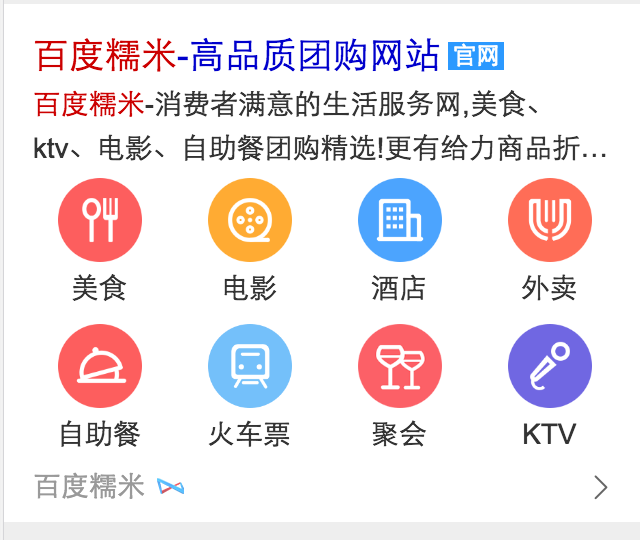 百度糯米-高品质团购网站 官网
百度糯米-消费者满意的生活服务网,美食、
ktv、电影、自助餐团购精选!更有给力商品折…
美食 电影 酒店 外卖
自助餐 火车票 聚会 KTV
百度糯米